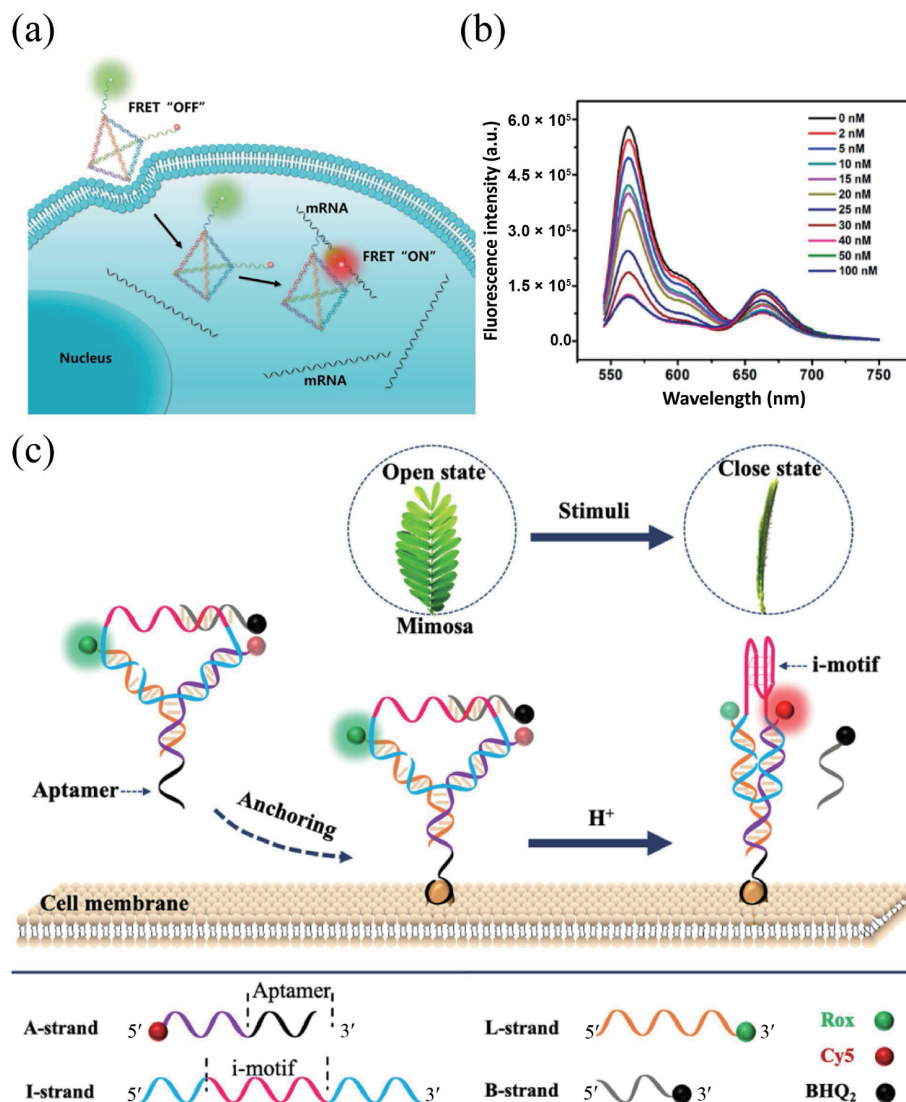 (a)
FRET "OFF"
mRNA
FRET "ON"
Nucleus
mRNA
(b)
Fluorescence intensity (a.u.)
6.0 × 10⁵
4.5 × 10⁵
3.0 × 10⁵
1.5 × 10⁵
0.0
550 600 650 700 750
Wavelength (nm)
0 nM
2 nM
5 nM
10 nM
15 nM
20 nM
25 nM
30 nM
40 nM
50 nM
100 nM
(c)
Open state
Mimosa
Stimuli
Close state
Aptamer
Anchoring
H⁺
i-motif
Cell membrane
A-strand 5′ Aptamer 3′
I-strand 5′ i-motif 3′
L-strand 5′ 3′
B-strand 5′ 3′
Rox
Cy5
BHQ₂